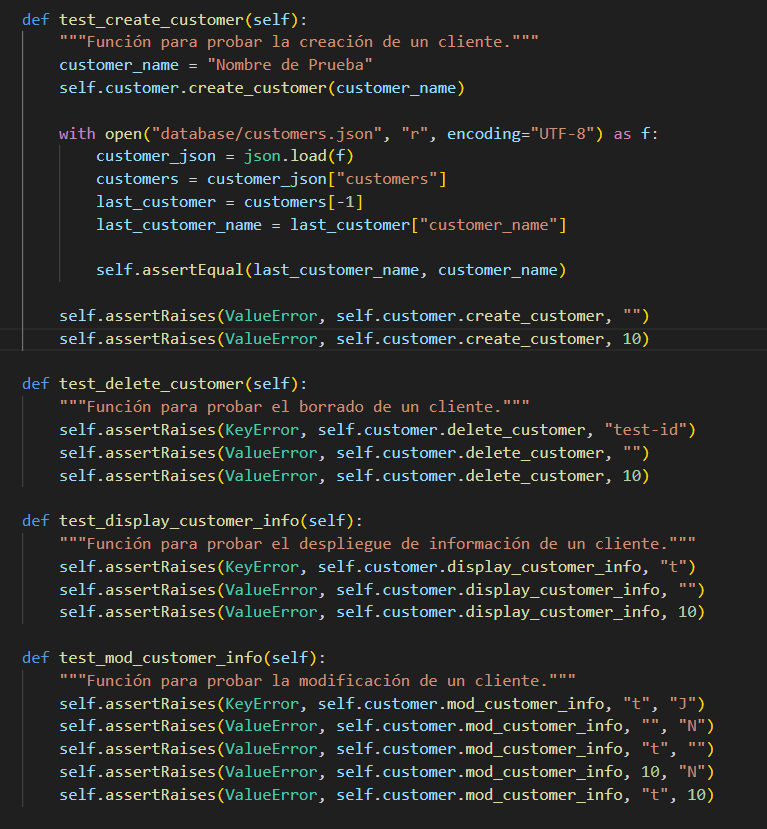 def test_create_customer(self):
    """Función para probar la creación de un cliente."""
    customer_name = "Nombre de Prueba"
    self.customer.create_customer(customer_name)

    with open("database/customers.json", "r", encoding="UTF-8") as f:
        customer_json = json.load(f)
        customers = customer_json["customers"]
        last_customer = customers[-1]
        last_customer_name = last_customer["customer_name"]

        self.assertEqual(last_customer_name, customer_name)

    self.assertRaises(ValueError, self.customer.create_customer, "")
    self.assertRaises(ValueError, self.customer.create_customer, 10)

def test_delete_customer(self):
    """Función para probar el borrado de un cliente."""
    self.assertRaises(KeyError, self.customer.delete_customer, "test-id")
    self.assertRaises(ValueError, self.customer.delete_customer, "")
    self.assertRaises(ValueError, self.customer.delete_customer, 10)

def test_display_customer_info(self):
    """Función para probar el despliegue de información de un cliente."""
    self.assertRaises(KeyError, self.customer.display_customer_info, "t")
    self.assertRaises(ValueError, self.customer.display_customer_info, "")
    self.assertRaises(ValueError, self.customer.display_customer_info, 10)

def test_mod_customer_info(self):
    """Función para probar la modificación de un cliente."""
    self.assertRaises(KeyError, self.customer.mod_customer_info, "t", "J")
    self.assertRaises(ValueError, self.customer.mod_customer_info, "", "N")
    self.assertRaises(ValueError, self.customer.mod_customer_info, "t", "")
    self.assertRaises(ValueError, self.customer.mod_customer_info, 10, "N")
    self.assertRaises(ValueError, self.customer.mod_customer_info, "t", 10)